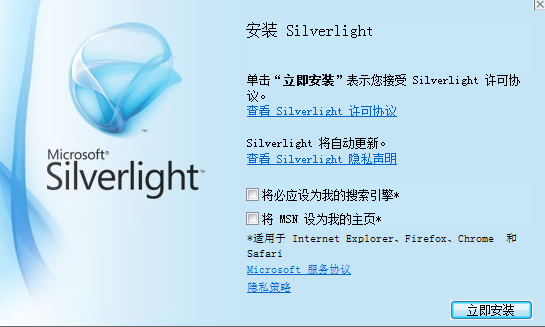 安装 Silverlight
单击“立即安装”表示您接受 Silverlight 许可协
议。
查看 Silverlight 许可协议
Silverlight 将自动更新。
查看 Silverlight 隐私声明
Microsoft®
Silverlight™
将必应设为我的搜索引擎*
将 MSN 设为我的主页*
*适用于 Internet Explorer、Firefox、Chrome 和
Safari
Microsoft 服务协议
隐私策略
立即安装